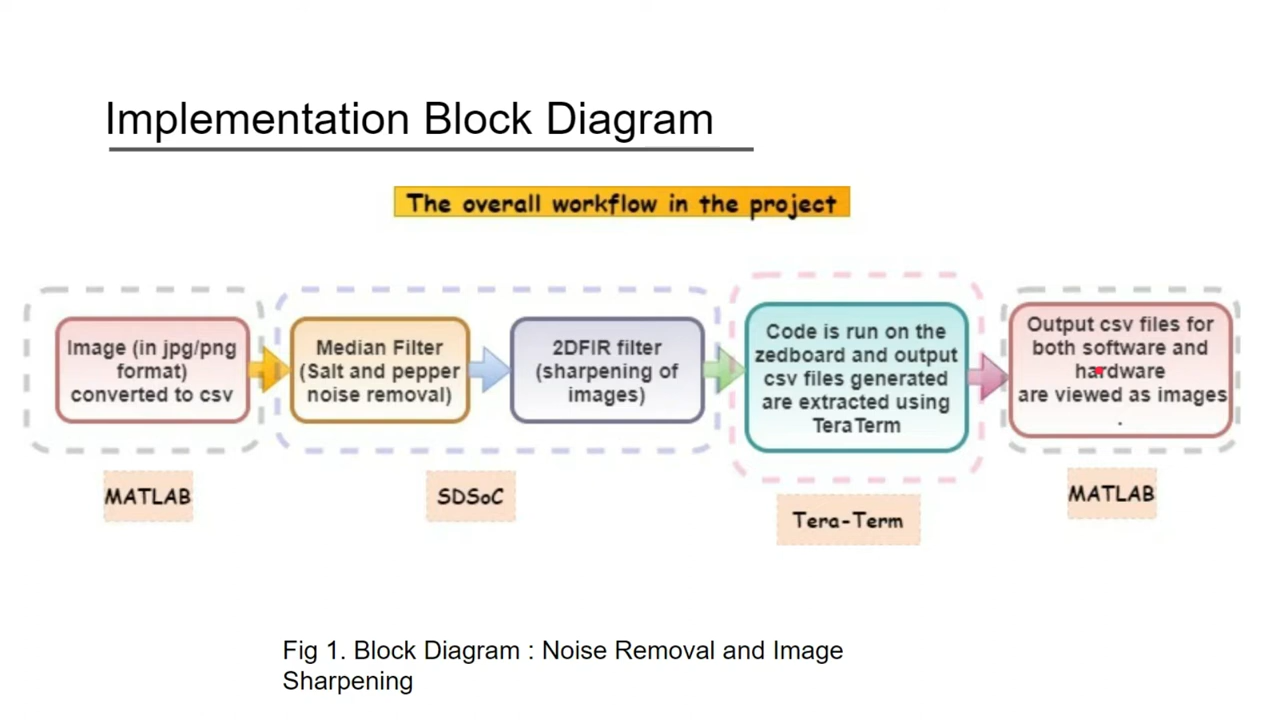 Implementation Block Diagram
The overall workflow in the project
Image (in jpg/png
format)
converted to csv
Median Filter
(Salt and pepper
noise removal)
2DFIR filter
(sharpening of
images)
Code is run on the
zedboard and output
csv files generated
are extracted using
TeraTerm
Output csv files for
both software and
hardware
are viewed as images
.
MATLAB
SDSoC
Tera-Term
MATLAB
Fig 1. Block Diagram : Noise Removal and Image
Sharpening